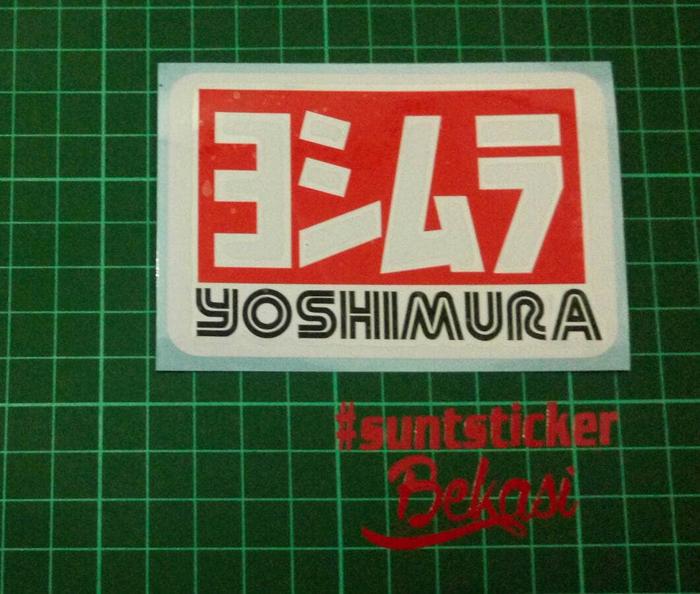 ヨシムラ
YOSHIMURA
#suntsticker
Bekasi